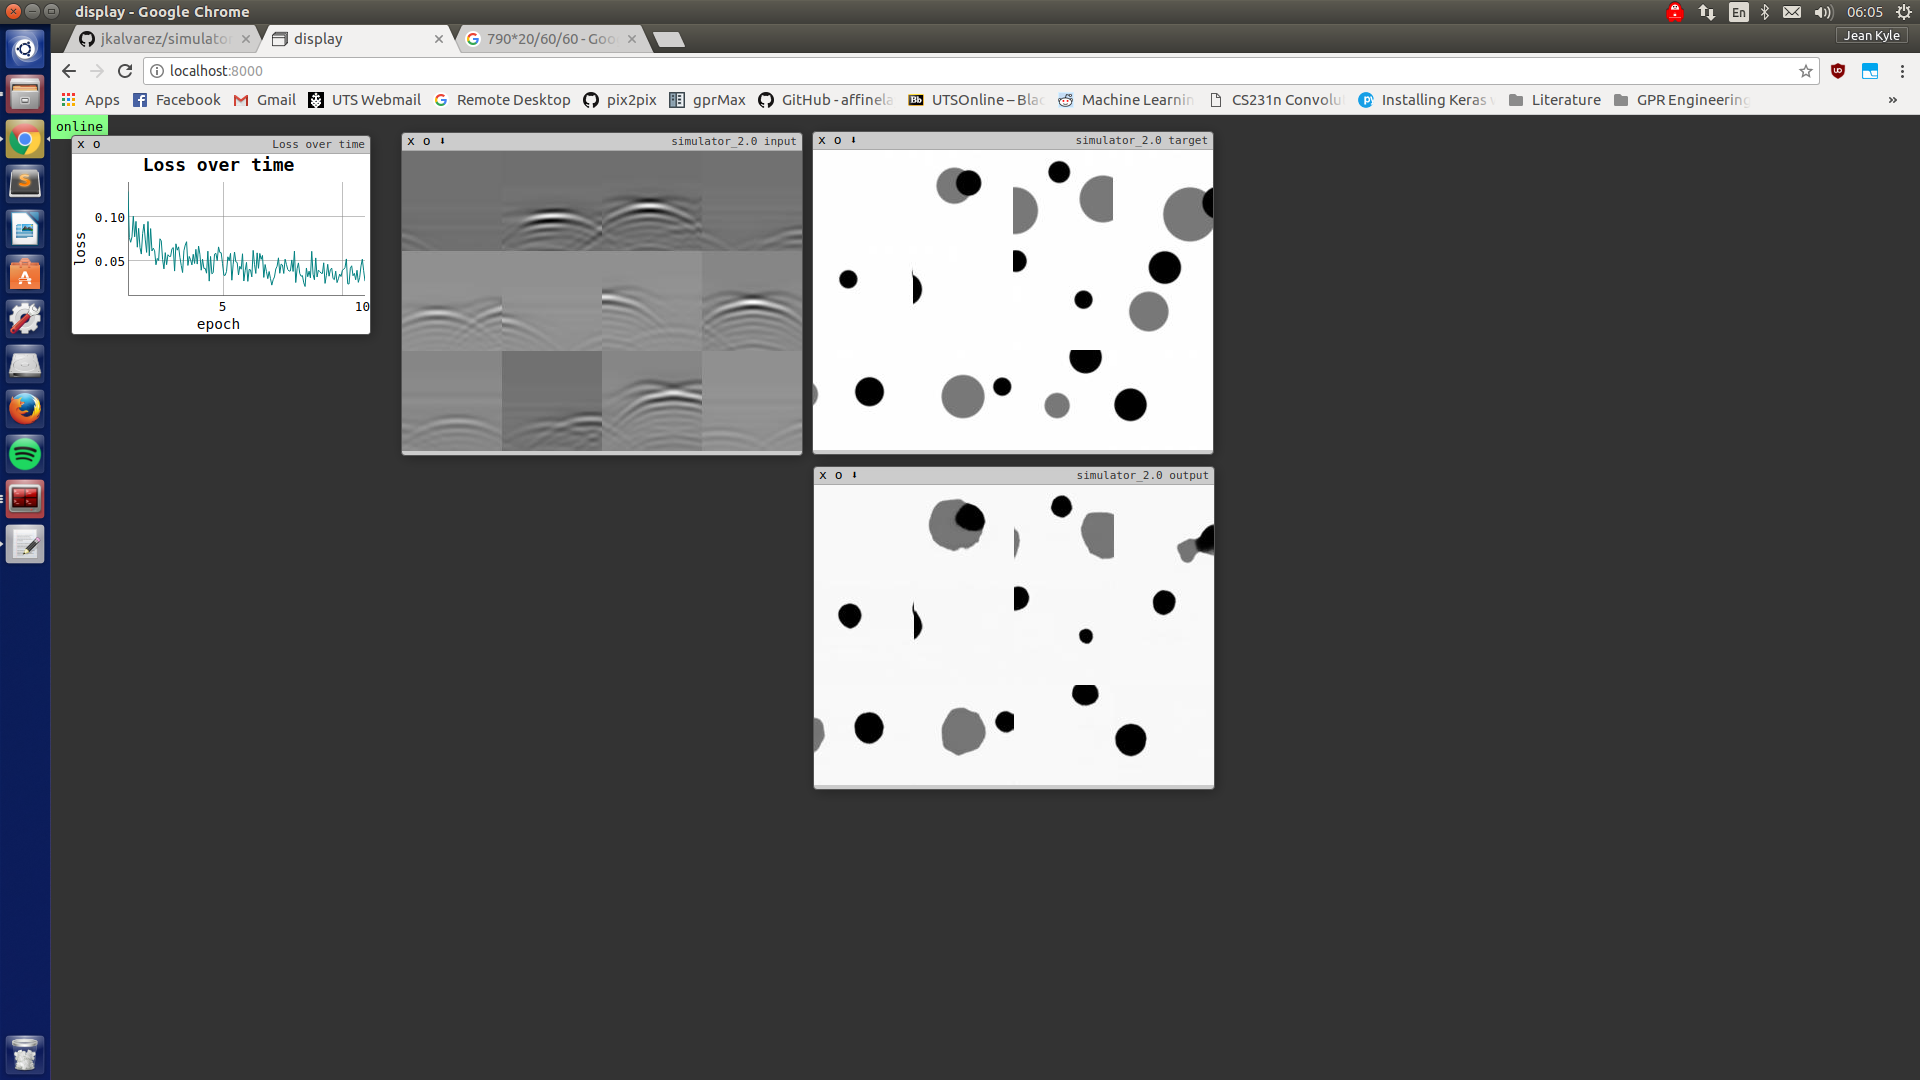 display - Google Chrome
En
06:05
jkalvarez/simulator
display
790*20/60/60 - Goo
Jean Kyle
localhost:8000
Apps
Facebook
Gmail
UTS Webmail
Remote Desktop
pix2pix
gprMax
GitHub - affinela
UTSOnline – Blac
Machine Learnin
CS231n Convolu
Installing Keras
Literature
GPR Engineering
»
online
x o
Loss over time
Loss over time
0.10
0.05
loss
5
10
epoch
x o
simulator_2.0 input
x o
simulator_2.0 target
x o
simulator_2.0 output